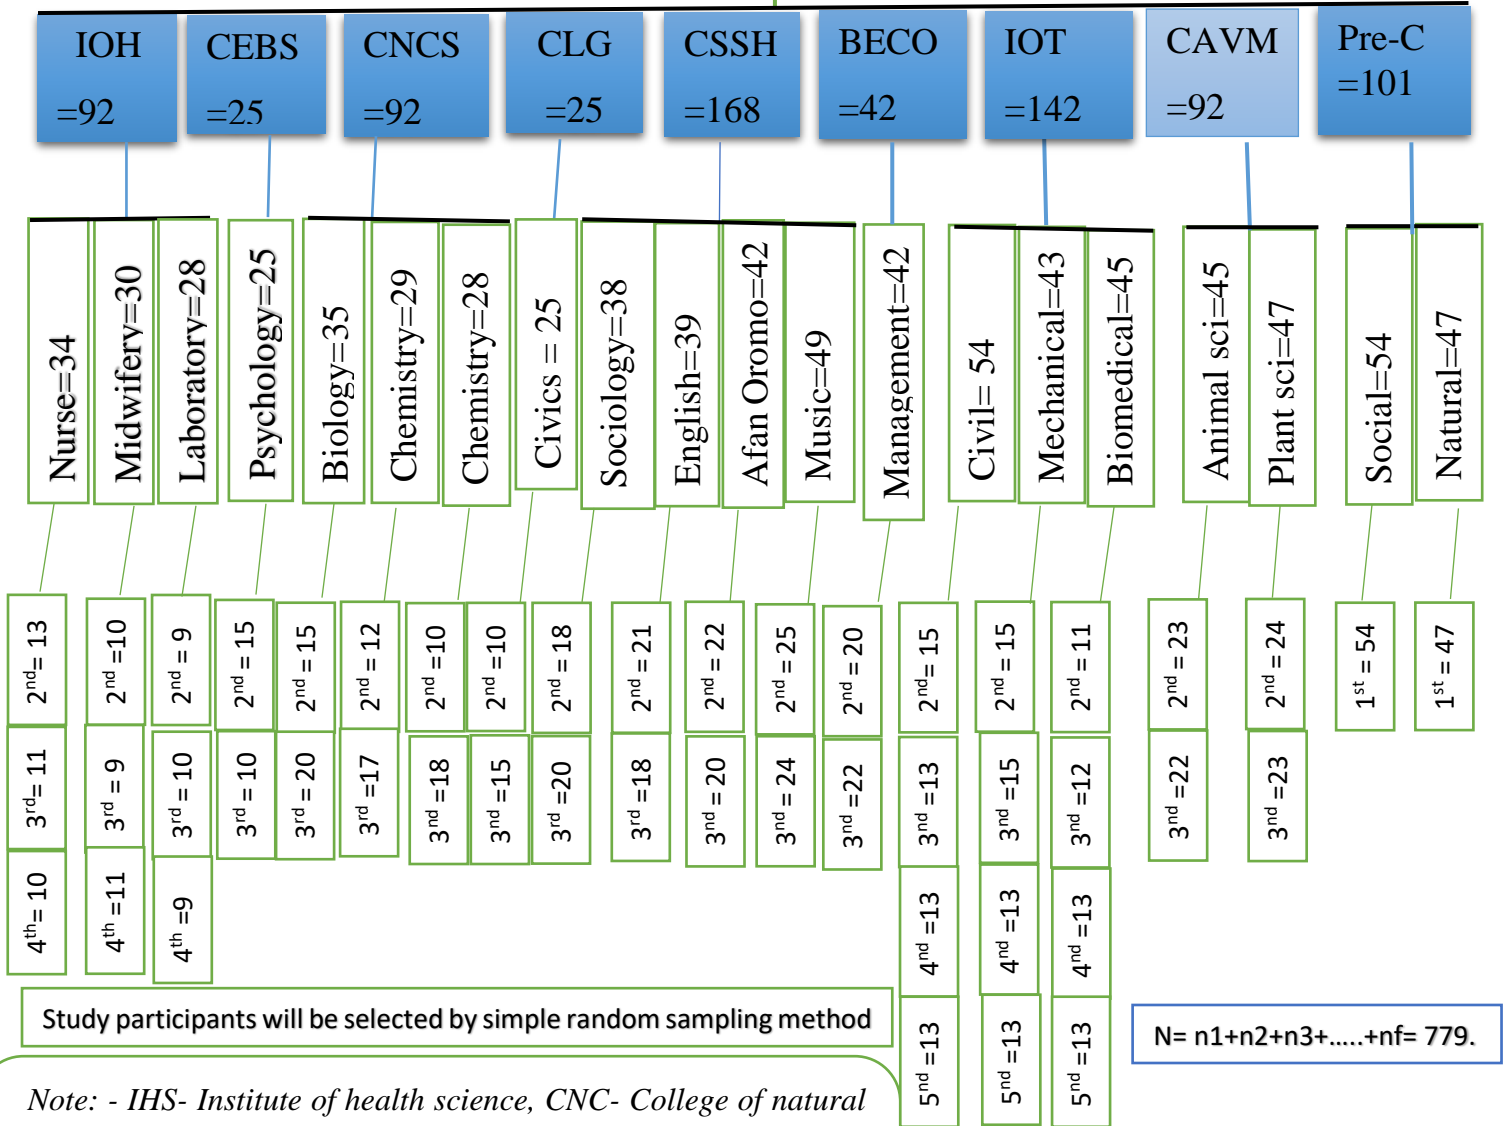 IOH
=92
CEBS
=25
CNCS
=92
CLG
=25
CSSH
=168
BECO
=42
IOT
=142
CAVM
=92
Pre-C
=101
Nurse=34
Midwifery=30
Laboratory=28
Psychology=25
Biology=35
Chemistry=29
Chemistry=28
Civics = 25
Sociology=38
English=39
Afan Oromo=42
Music=49
Management=42
Civil= 54
Mechanical=43
Biomedical=45
Animal sci=45
Plant sci=47
Social=54
Natural=47
2nd= 13
2nd =10
2nd = 9
2nd = 15
2nd = 15
2nd = 12
2nd =10
2nd = 10
2nd = 18
2nd = 21
2nd = 22
2nd = 25
2nd = 20
2nd= 15
2nd = 15
2nd = 11
2nd = 23
2nd = 24
1st = 54
1st = 47
3rd= 11
3rd = 9
3rd = 10
3rd = 10
3rd = 20
3rd =17
3nd =18
3nd =15
3rd =20
3rd =18
3nd = 20
3nd = 24
3nd =22
3nd =13
3nd =15
3nd =12
3nd =22
3nd =23
4th= 10
4th =11
4th =9
4nd =13
4nd =13
4nd =13
5nd =13
5nd =13
5nd =13
Study participants will be selected by simple random sampling method
N= n1+n2+n3+…..+nf= 779.
Note: - IHS- Institute of health science, CNC- College of natural